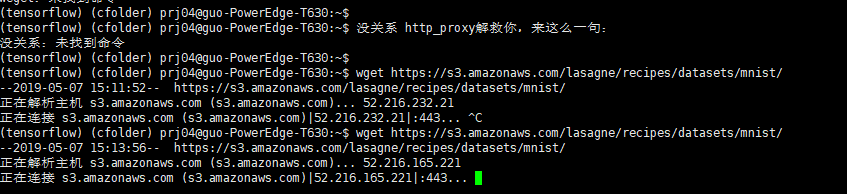 (tensorflow) (cfolder) prj04@guo-PowerEdge-T630:~$
(tensorflow) (cfolder) prj04@guo-PowerEdge-T630:~$ 没关系 http_proxy解救你, 来这么一句:
没关系：未找到命令
(tensorflow) (cfolder) prj04@guo-PowerEdge-T630:~$
(tensorflow) (cfolder) prj04@guo-PowerEdge-T630:~$ wget https://s3.amazonaws.com/lasagne/recipes/datasets/mnist/
--2019-05-07 15:11:52--  https://s3.amazonaws.com/lasagne/recipes/datasets/mnist/
正在解析主机 s3.amazonaws.com (s3.amazonaws.com)... 52.216.232.21
正在连接 s3.amazonaws.com (s3.amazonaws.com)|52.216.232.21|:443... ^C
(tensorflow) (cfolder) prj04@guo-PowerEdge-T630:~$ wget https://s3.amazonaws.com/lasagne/recipes/datasets/mnist/
--2019-05-07 15:13:56--  https://s3.amazonaws.com/lasagne/recipes/datasets/mnist/
正在解析主机 s3.amazonaws.com (s3.amazonaws.com)... 52.216.165.221
正在连接 s3.amazonaws.com (s3.amazonaws.com)|52.216.165.221|:443...